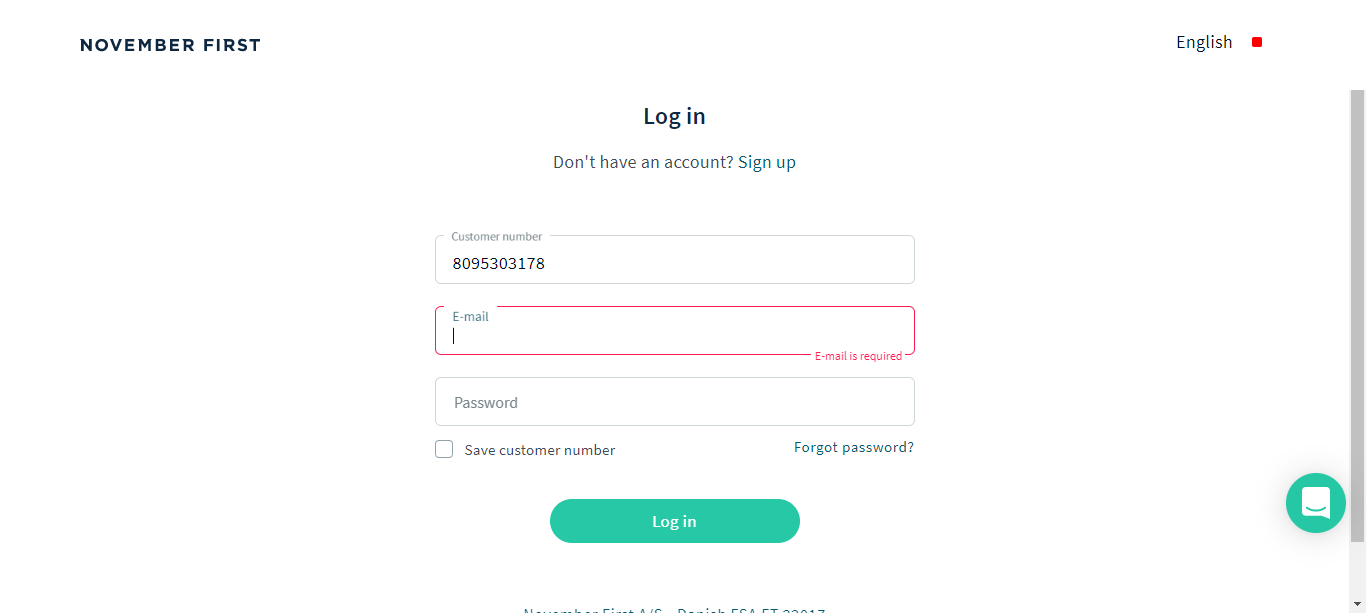 NOVEMBER FIRST
English
Log in
Don't have an account? Sign up
Customer number
8095303178
E-mail
E-mail is required
Password
Save customer number
Forgot password?
Log in
November First A/S - Danish FSA FT 22017